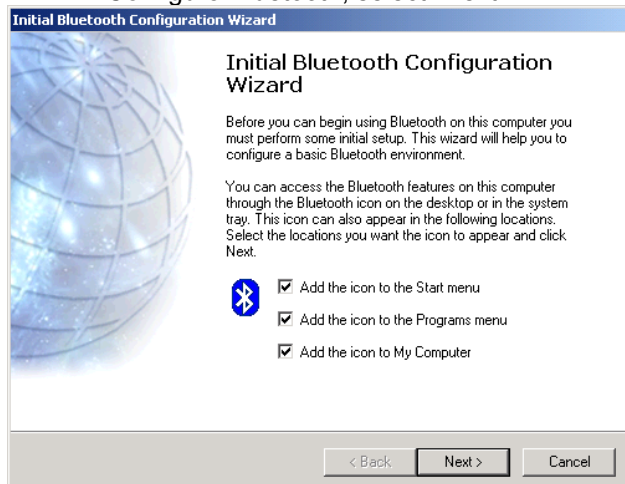 Initial Bluetooth Configuration Wizard
Initial Bluetooth Configuration
Wizard
Before you can begin using Bluetooth on this computer you
must perform some initial setup. This wizard will help you to
configure a basic Bluetooth environment.
You can access the Bluetooth features on this computer
through the Bluetooth icon on the desktop or in the system
tray. This icon can also appear in the following locations.
Select the locations you want the icon to appear and click
Next.
Add the icon to the Start menu
Add the icon to the Programs menu
Add the icon to My Computer
< Back
Next >
Cancel